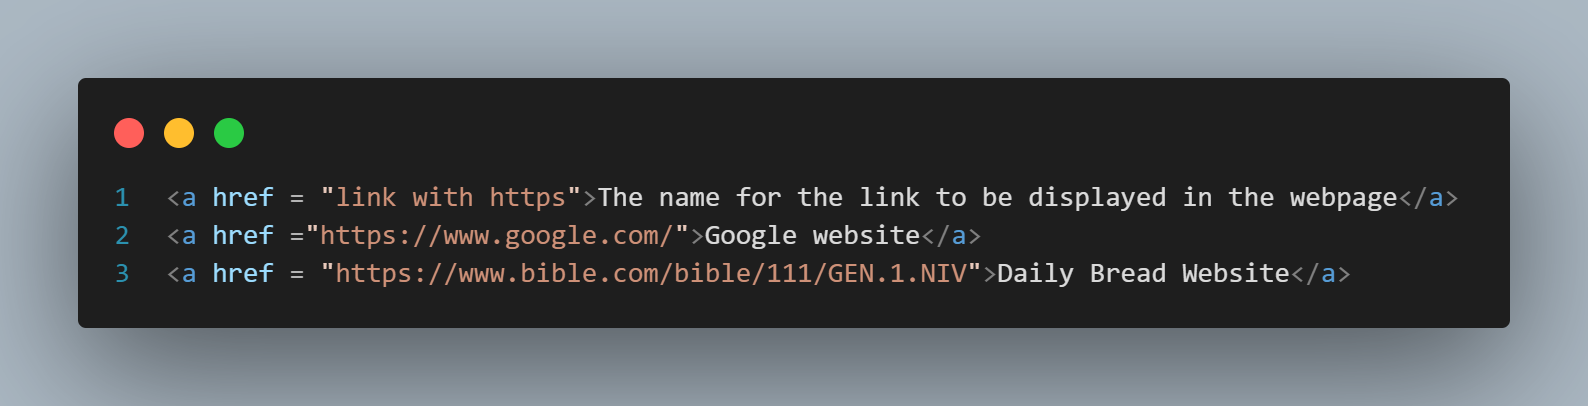 1 <a href = "link with https">The name for the link to be displayed in the webpage</a>
2 <a href ="https://www.google.com/">Google website</a>
3 <a href = "https://www.bible.com/bible/111/GEN.1.NIV">Daily Bread Website</a>